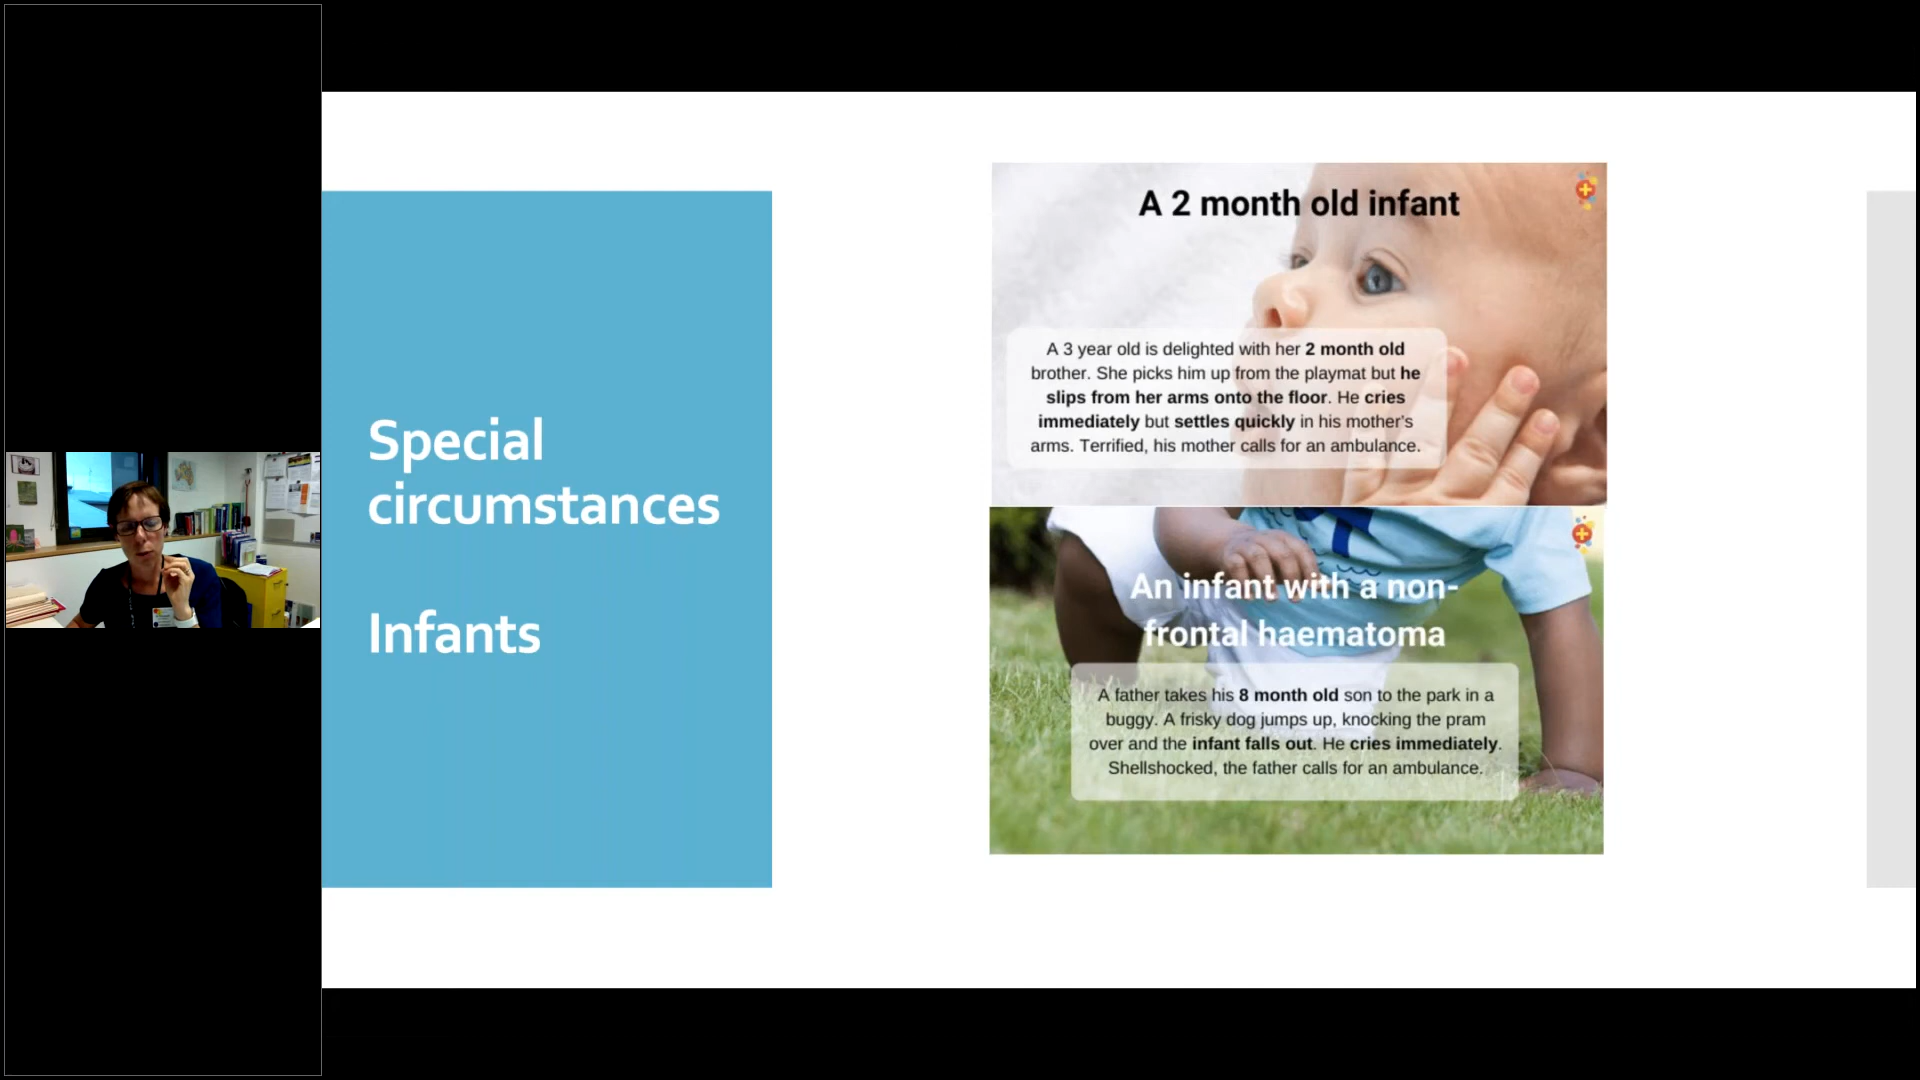 Special
circumstances
Infants
A 2 month old infant
A 3 year old is delighted with her 2 month old
brother. She picks him up from the playmat but he
slips from her arms onto the floor. He cries
immediately but settles quickly in his mother's
arms. Terrified, his mother calls for an ambulance.
An infant with a non-
frontal haematoma
A father takes his 8 month old son to the park in a
buggy. A frisky dog jumps up, knocking the pram
over and the infant falls out. He cries immediately.
Shellshocked, the father calls for an ambulance.